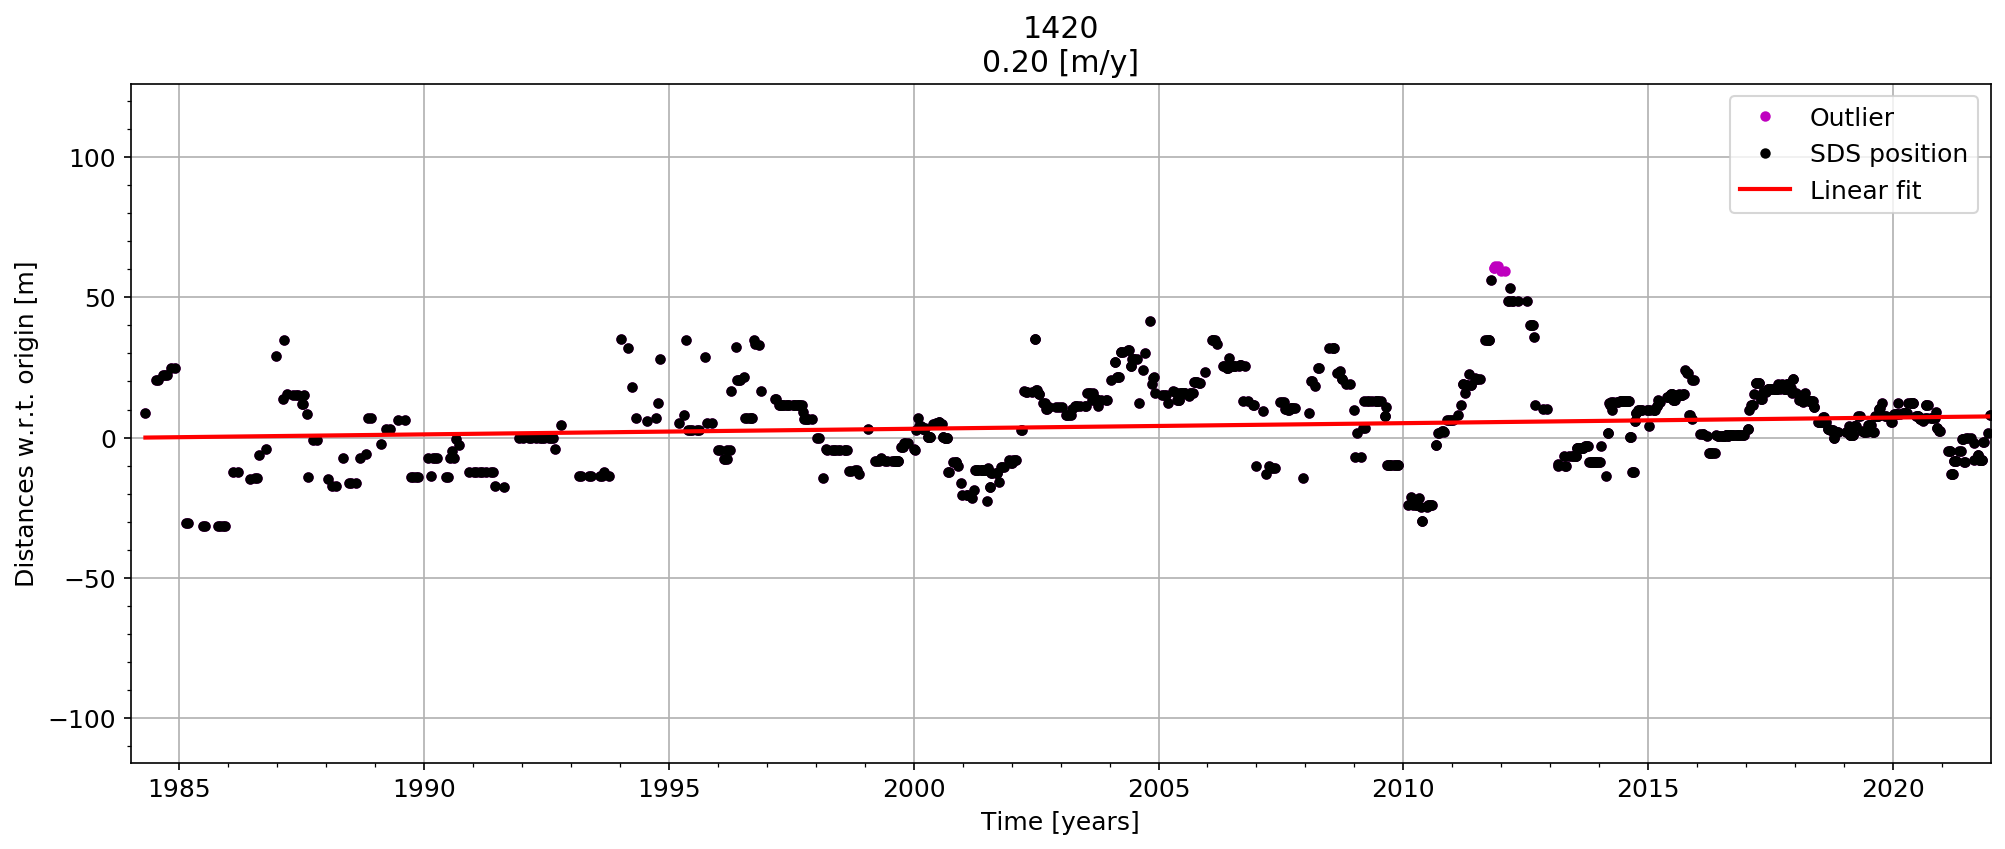 1420
0.20 [m/y]
Outlier
SDS position
Linear fit
Distances w.r.t. origin [m]
100
50
0
−50
−100
1985 1990 1995 2000 2005 2010 2015 2020
Time [years]